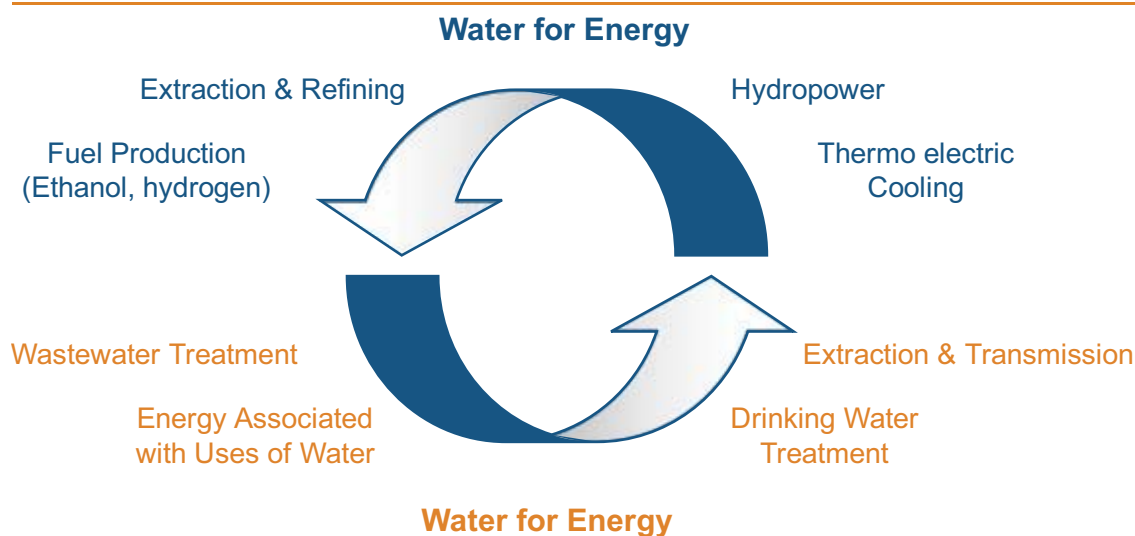 Water for Energy
Extraction & Refining
Hydropower
Fuel Production
(Ethanol, hydrogen)
Thermo electric
Cooling
Wastewater Treatment
Extraction & Transmission
Energy Associated
with Uses of Water
Drinking Water
Treatment
Water for Energy